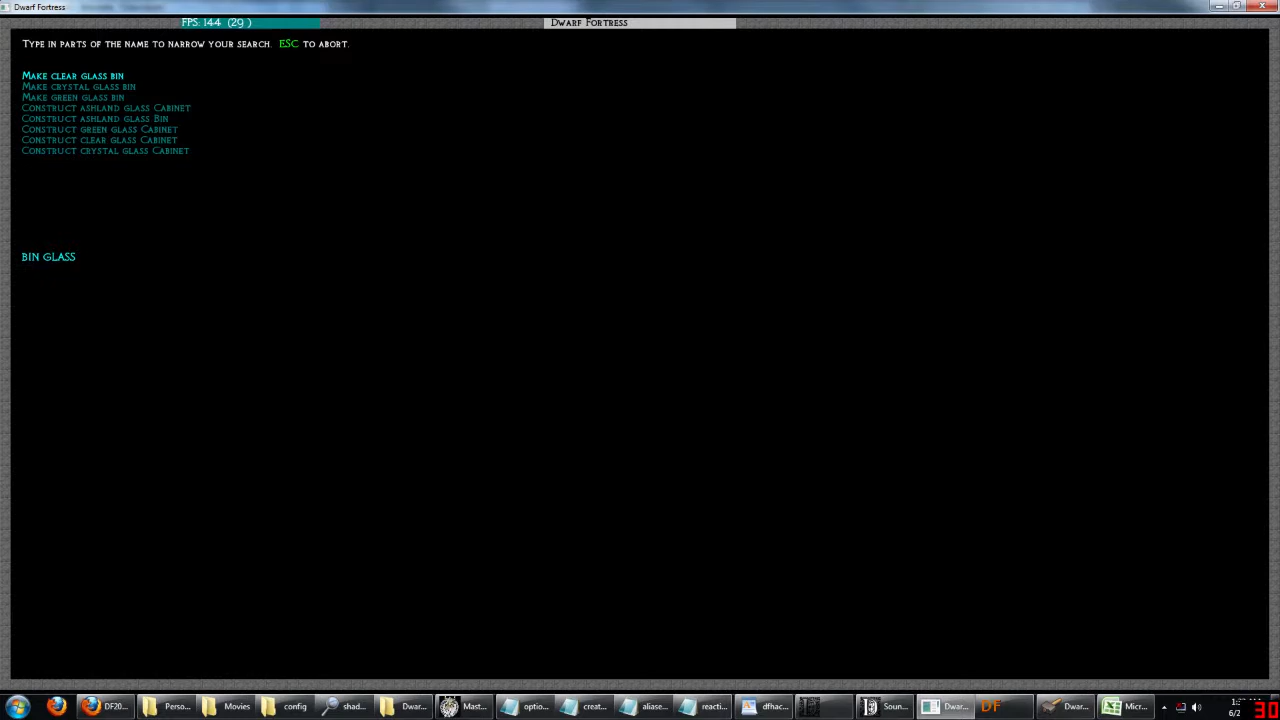 Dwarf Fortress
FPS: 144 (29 )
Dwarf Fortress
Type in parts of the name to narrow your search. ESC to abort.
Make clear glass bin
Make crystal glass bin
Make green glass bin
Construct ashland glass Cabinet
Construct ashland glass Bin
Construct green glass Cabinet
Construct clear glass Cabinet
Construct crystal glass Cabinet
BIN GLASS
DF20... Perso... Movies config shad... Dwar... Mast... optio... creat... aliase... reacti... dfhac... Soun... Dwar... DF Dwar... Micr...
6/2
30